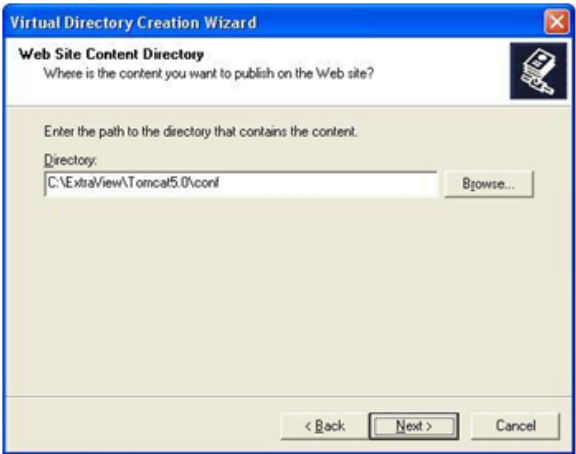 Virtual Directory Creation Wizard
Web Site Content Directory
Where is the content you want to publish on the Web site?
Enter the path to the directory that contains the content.
Directory:
C:\ExtraView\Tomcat5.0\conf
Browse...
< Back
Next >
Cancel